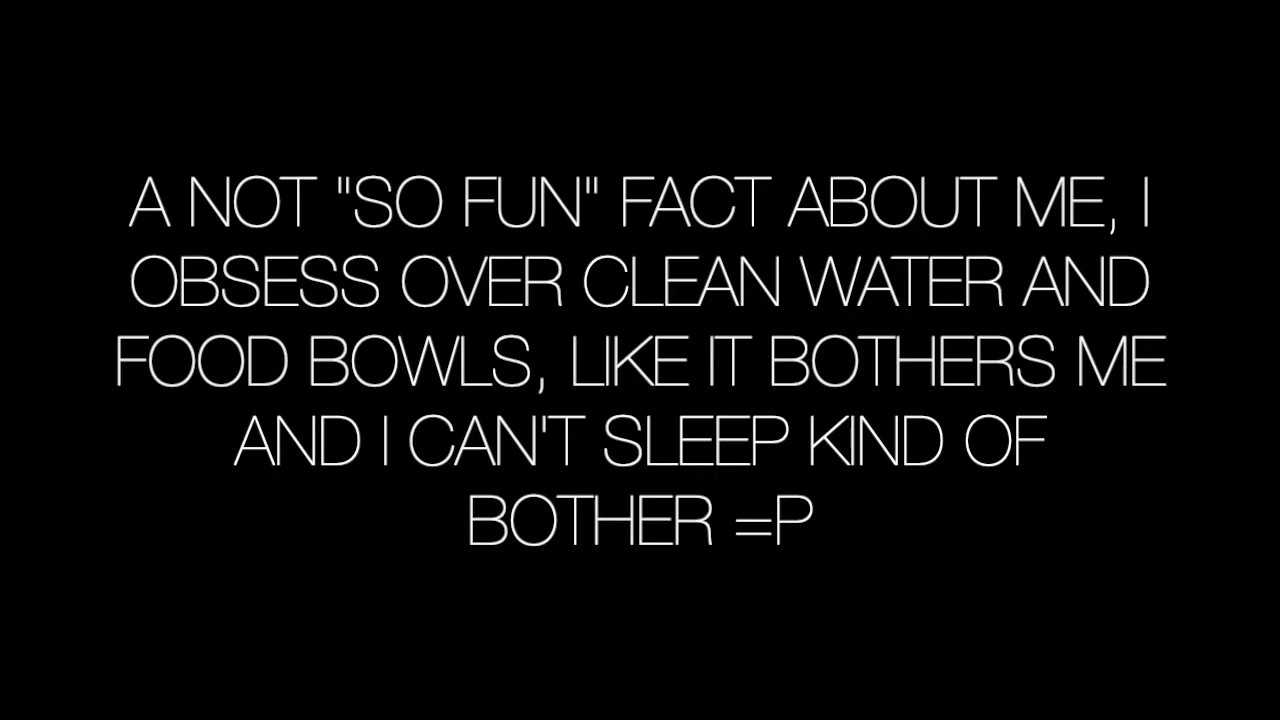 A NOT "SO FUN" FACT ABOUT ME, I
OBSESS OVER CLEAN WATER AND
FOOD BOWLS, LIKE IT BOTHERS ME
AND I CAN'T SLEEP KIND OF
BOTHER =P